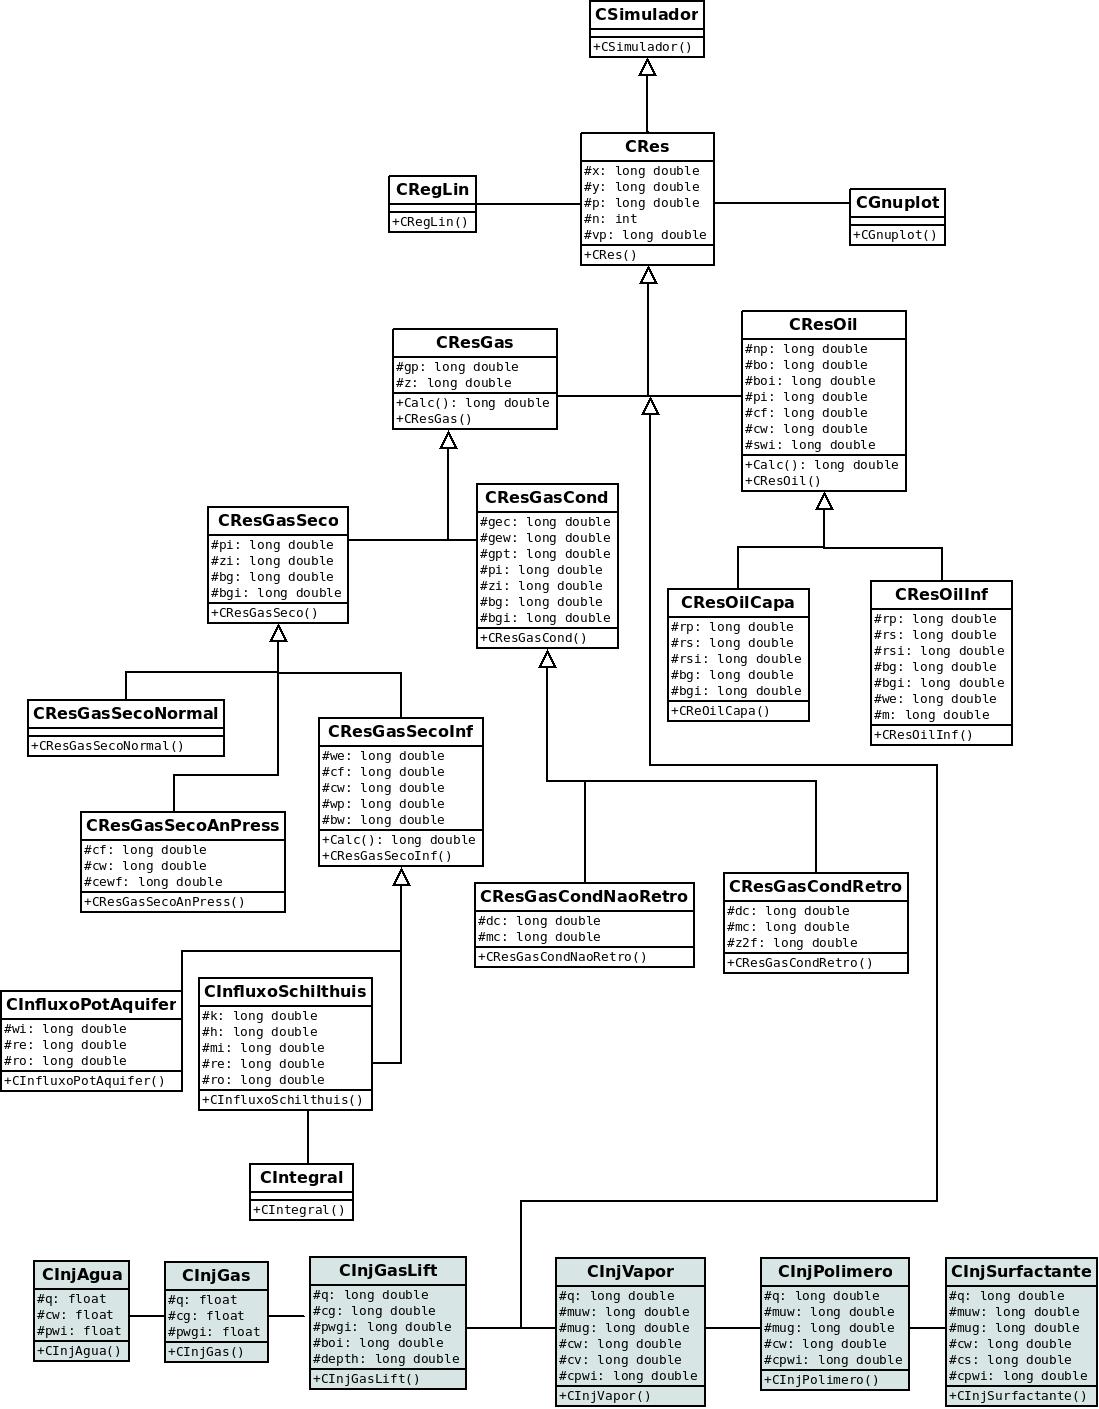 CSimulador
+CSimulador()
CRes
#x: long double
#y: long double
#p: long double
#n: int
#vp: long double
+CRes()
CRegLin
+CRegLin()
CGnuplot
+CGnuplot()
CResGas
#gp: long double
#z: long double
+Calc(): long double
+CResGas()
CResOil
#np: long double
#bo: long double
#boi: long double
#pi: long double
#cf: long double
#cw: long double
#swi: long double
+Calc(): long double
+CResOil()
CResGasSeco
#pi: long double
#zi: long double
#bg: long double
#bgi: long double
+CResGasSeco()
CResGasCond
#gec: long double
#gew: long double
#gpt: long double
#pi: long double
#zi: long double
#bg: long double
#bgi: long double
+CResGasCond()
CResOilCapa
#rp: long double
#rs: long double
#rsi: long double
#bg: long double
#bgi: long double
+CReOilCapa()
CResOilInf
#rp: long double
#rs: long double
#rsi: long double
#bg: long double
#bgi: long double
#we: long double
#m: long double
+CResOilInf()
CResGasSecoNormal
+CResGasSecoNormal()
CResGasSecoInf
#we: long double
#cf: long double
#cw: long double
#wp: long double
#bw: long double
+Calc(): long double
+CResGasSecoInf()
CResGasSecoAnPress
#cf: long double
#cw: long double
#cewf: long double
+CResGasSecoAnPress()
CResGasCondNaoRetro
#dc: long double
#mc: long double
+CResGasCondNaoRetro()
CResGasCondRetro
#dc: long double
#mc: long double
#z2f: long double
+CResGasCondRetro()
CInfluxoPotAquifer
#wi: long double
#re: long double
#ro: long double
+CInfluxoPotAquifer()
CInfluxoSchilthuis
#k: long double
#h: long double
#mi: long double
#re: long double
#ro: long double
+CInfluxoSchilthuis()
CIntegral
+CIntegral()
CInjAgua
#q: float
#cw: float
#pwi: float
+CInjAgua()
CInjGas
#q: float
#cg: float
#pwgi: float
+CInjGas()
CInjGasLift
#q: long double
#cg: long double
#pwgi: long double
#boi: long double
#depth: long double
+CInjGasLift()
CInjVapor
#q: long double
#muw: long double
#mug: long double
#cw: long double
#cv: long double
#cpwi: long double
+CInjVapor()
CInjPolimero
#q: long double
#muw: long double
#mug: long double
#cw: long double
#cpwi: long double
+CInjPolimero()
CInjSurfactante
#q: long double
#muw: long double
#mug: long double
#cw: long double
#cs: long double
#cpwi: long double
+CInjSurfactante()